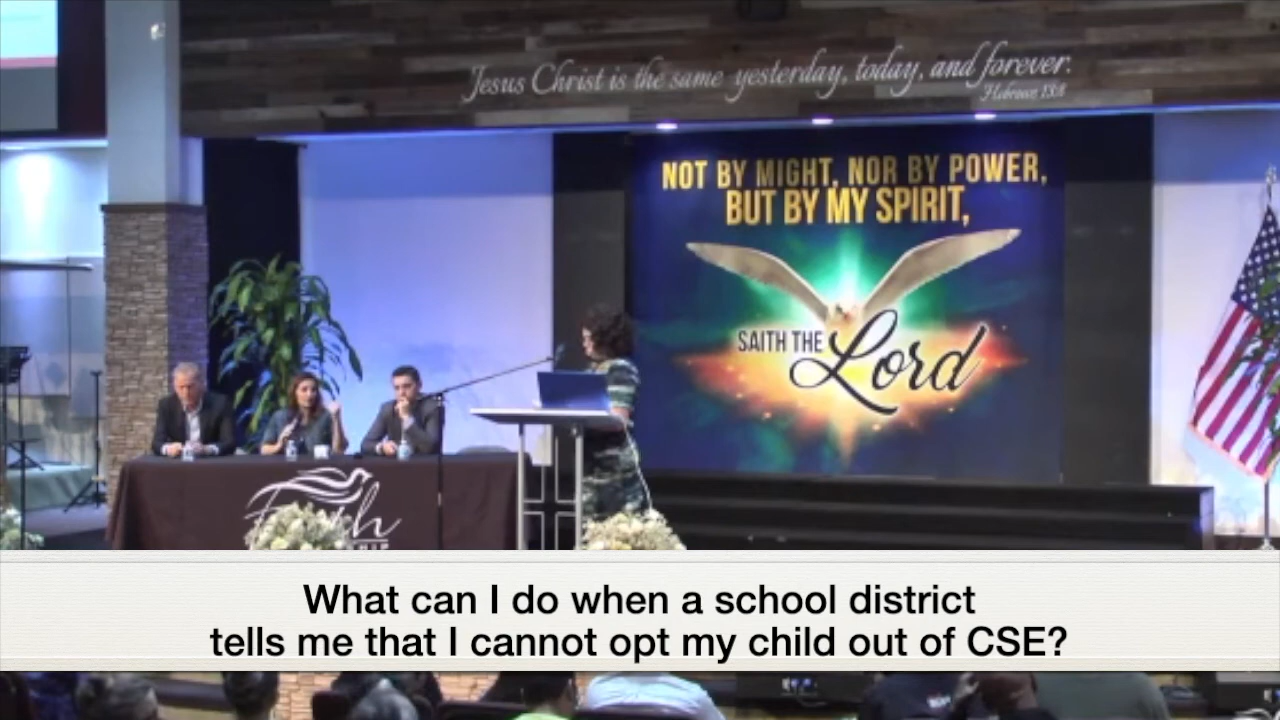 Jesus Christ is the same yesterday, today, and forever.
Hebrews 13:8
NOT BY MIGHT, NOR BY POWER,
BUT BY MY SPIRIT,
SAITH THE Lord
Faith
What can I do when a school district
tells me that I cannot opt my child out of CSE?